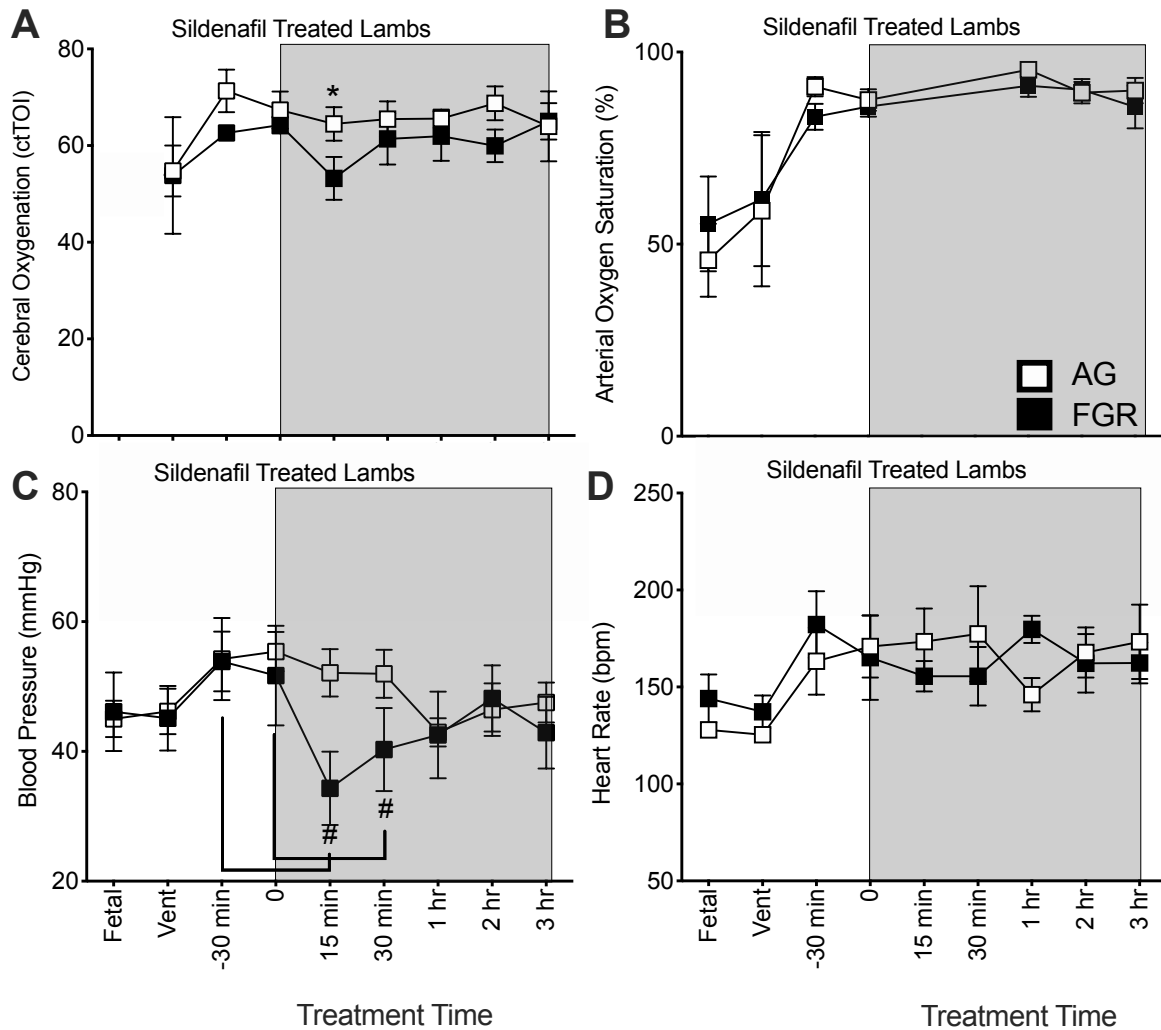 A
Sildenafil Treated Lambs
80
60
40
20
0
Cerebral Oxygenation (ctTOI)
*
B
Sildenafil Treated Lambs
100
50
0
Arterial Oxygen Saturation (%)
AG
FGR
C
Sildenafil Treated Lambs
80
60
40
20
Blood Pressure (mmHg)
#
#
Fetal
Vent
-30 min
0
15 min
30 min
1 hr
2 hr
3 hr
Treatment Time
D
Sildenafil Treated Lambs
250
200
150
100
50
Heart Rate (bpm)
Fetal
Vent
-30 min
0
15 min
30 min
1 hr
2 hr
3 hr
Treatment Time